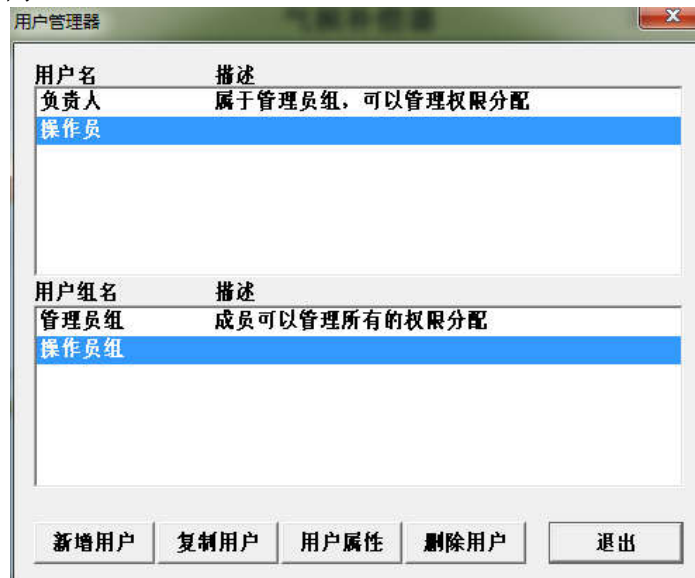 用户管理器
用户名 描述
负责人 属于管理员组，可以管理权限分配
操作员
用户组名 描述
管理员组 成员可以管理所有的权限分配
操作员组
新增用户 复制用户 用户属性 删除用户 退出